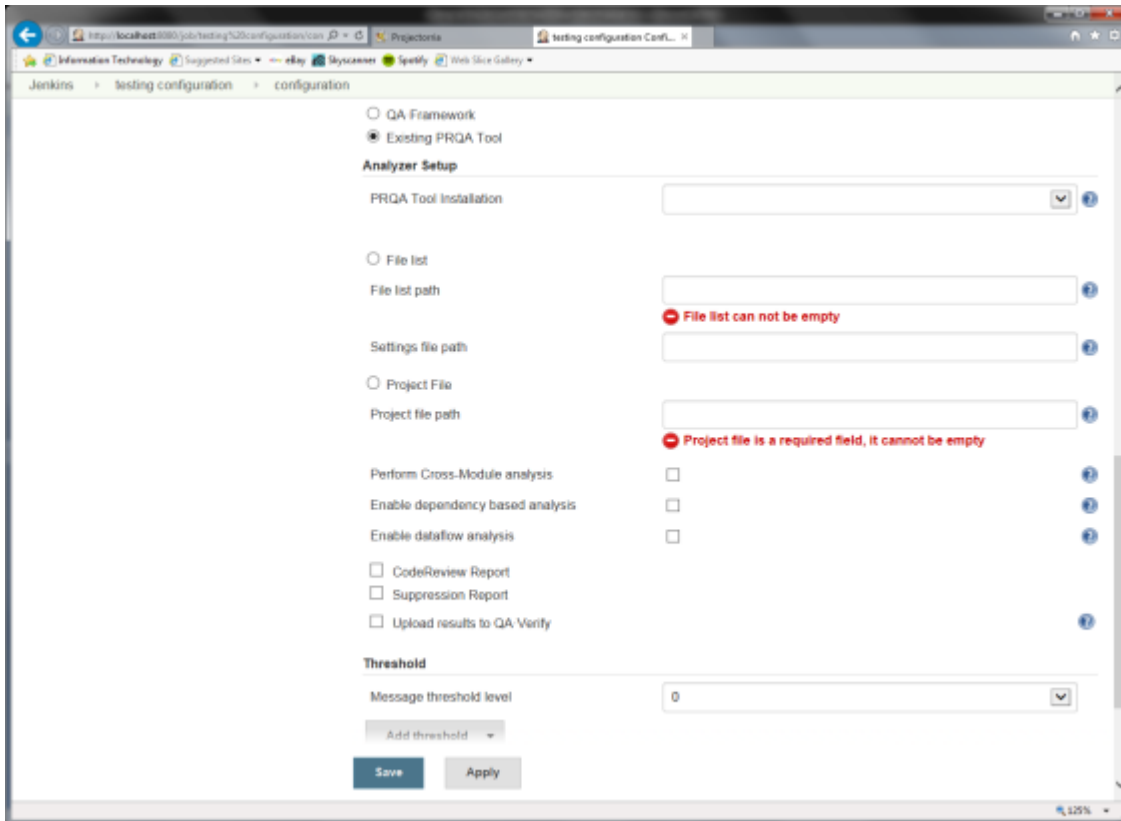 http://localhost:8080/job/testing%20configuration/con
Projectonia
testing configuration Confi...
Information Technology
Suggested Sites
eBay
Skyscanner
Spotify
Web Slice Gallery
Jenkins
testing configuration
configuration
QA Framework
Existing PRQA Tool
Analyzer Setup
PRQA Tool Installation
File list
File list path
File list can not be empty
Settings file path
Project File
Project file path
Project file is a required field, it cannot be empty
Perform Cross-Module analysis
Enable dependency based analysis
Enable dataflow analysis
CodeReview Report
Suppression Report
Upload results to QA Verify
Threshold
Message threshold level
0
Add threshold
Save
Apply
125%